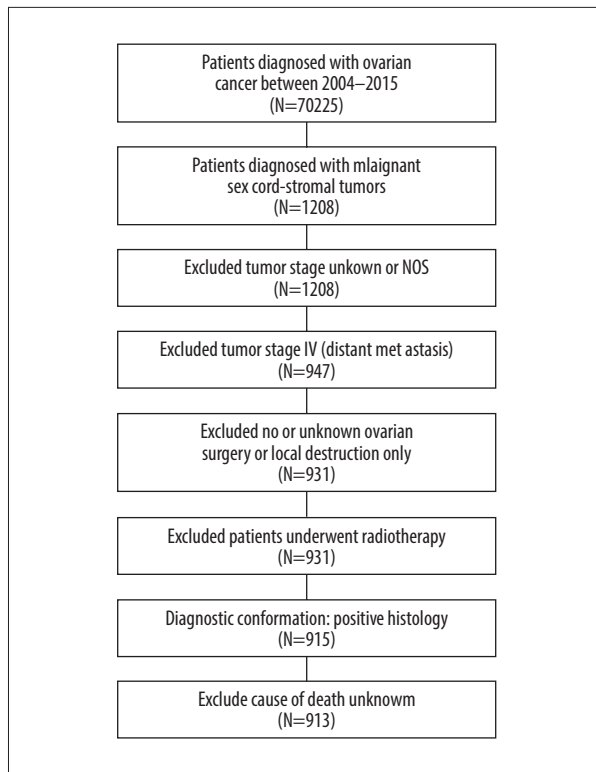 Patients diagnosed with ovarian
cancer between 2004–2015
(N=70225)
Patients diagnosed with mlaignant
sex cord-stromal tumors
(N=1208)
Excluded tumor stage unkown or NOS
(N=1208)
Excluded tumor stage IV (distant met astasis)
(N=947)
Excluded no or unknown ovarian
surgery or local destruction only
(N=931)
Excluded patients underwent radiotherapy
(N=931)
Diagnostic conformation: positive histology
(N=915)
Exclude cause of death unknowm
(N=913)